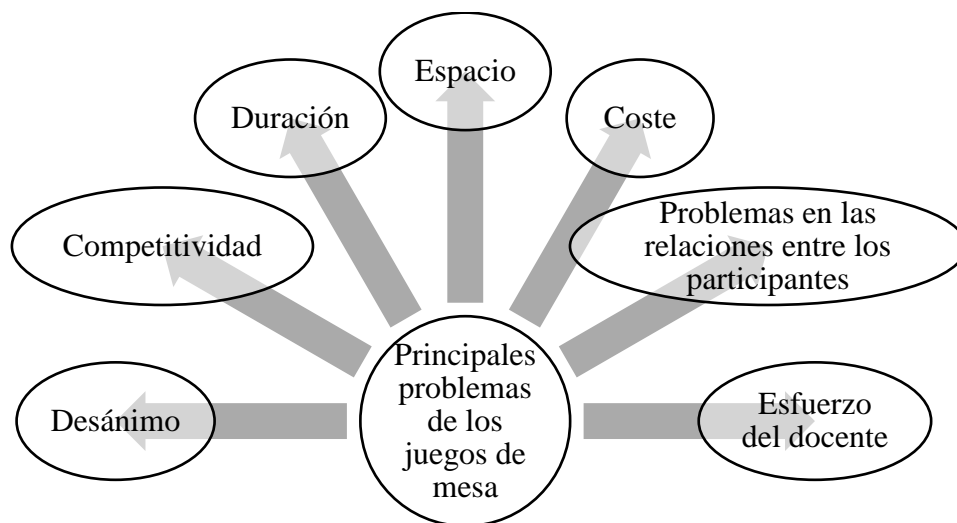 Espacio
Duración
Coste
Competitividad
Problemas en las
relaciones entre los
participantes
Principales
problemas
de los
juegos de
mesa
Desánimo
Esfuerzo
del docente